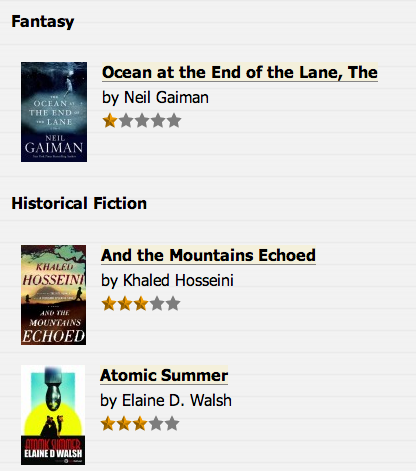 Fantasy
THE
OCEAN AT
THE END OF
THE LANE
NEIL
GAIMAN
Ocean at the End of the Lane, The
by Neil Gaiman
Historical Fiction
KHALED
HOSSEINI
AND THE
MOUNTAINS
ECHOED
And the Mountains Echoed
by Khaled Hosseini
ATOMIC SUMMER
ELAINE D WALSH
Atomic Summer
by Elaine D. Walsh